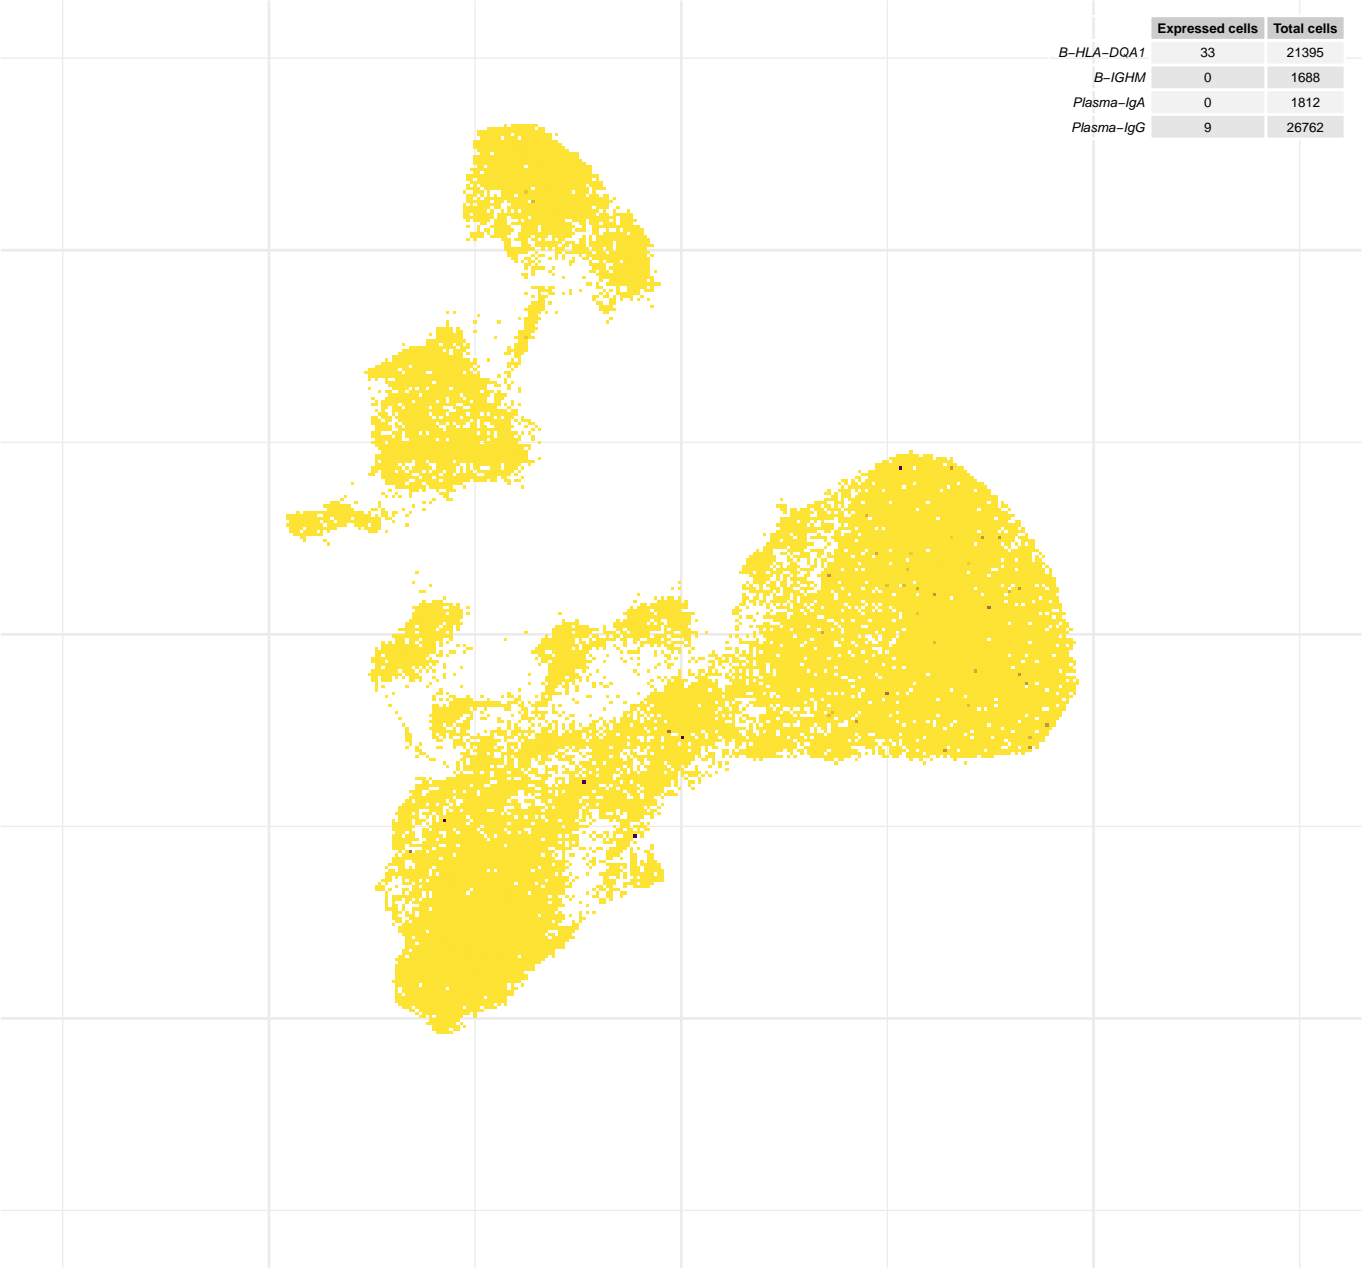 Expressed cells Total cells
B−HLA−DQA1 33 21395
B−IGHM 0 1688
Plasma−IgA 0 1812
Plasma−IgG 9 26762